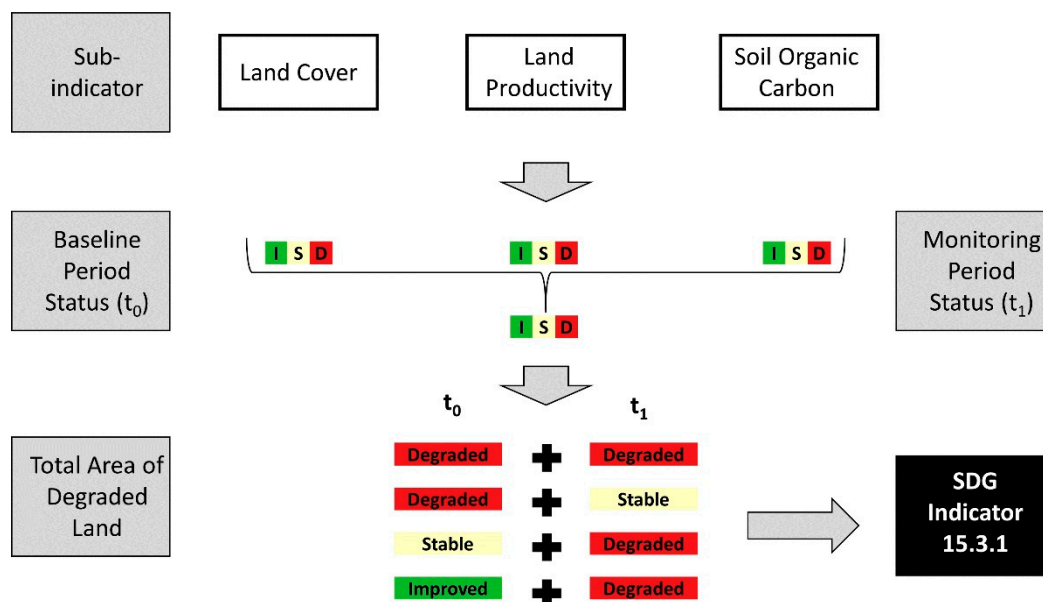 Sub-
indicator
Land Cover
Land
Productivity
Soil Organic
Carbon
Baseline
Period
Status (t₀)
I S D
I S D
I S D
I S D
Monitoring
Period
Status (t₁)
t₀
t₁
Total Area of
Degraded
Land
Degraded + Degraded
Degraded + Stable
Stable + Degraded
Improved + Degraded
SDG
Indicator
15.3.1